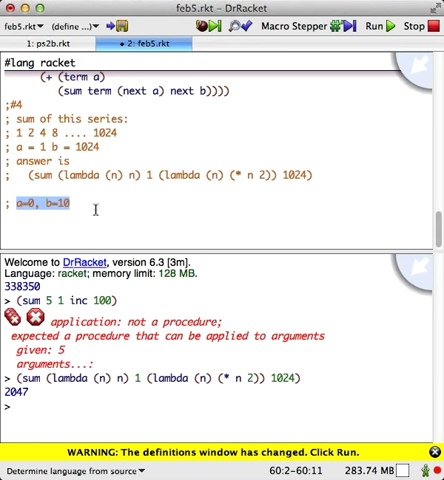 feb5.rkt - DrRacket
feb5.rkt▾ (define ...)▾ Macro Stepper Run Stop
1: ps2b.rkt
2: feb5.rkt
#lang racket
(+ (term a)
(sum term (next a) next b))))
;#4
; sum of this series:
; 1 2 4 8 .... 1024
; a = 1 b = 1024
; answer is
;   (sum (lambda (n) n) 1 (lambda (n) (* n 2)) 1024)
; a=0, b=10
Welcome to DrRacket, version 6.3 [3m].
Language: racket; memory limit: 128 MB.
338350
> (sum 5 1 inc 100)
application: not a procedure;
expected a procedure that can be applied to arguments
given: 5
arguments...:
> (sum (lambda (n) n) 1 (lambda (n) (* n 2)) 1024)
2047
>
WARNING: The definitions window has changed. Click Run.
Determine language from source▾ 60:2-60:11 283.74 MB